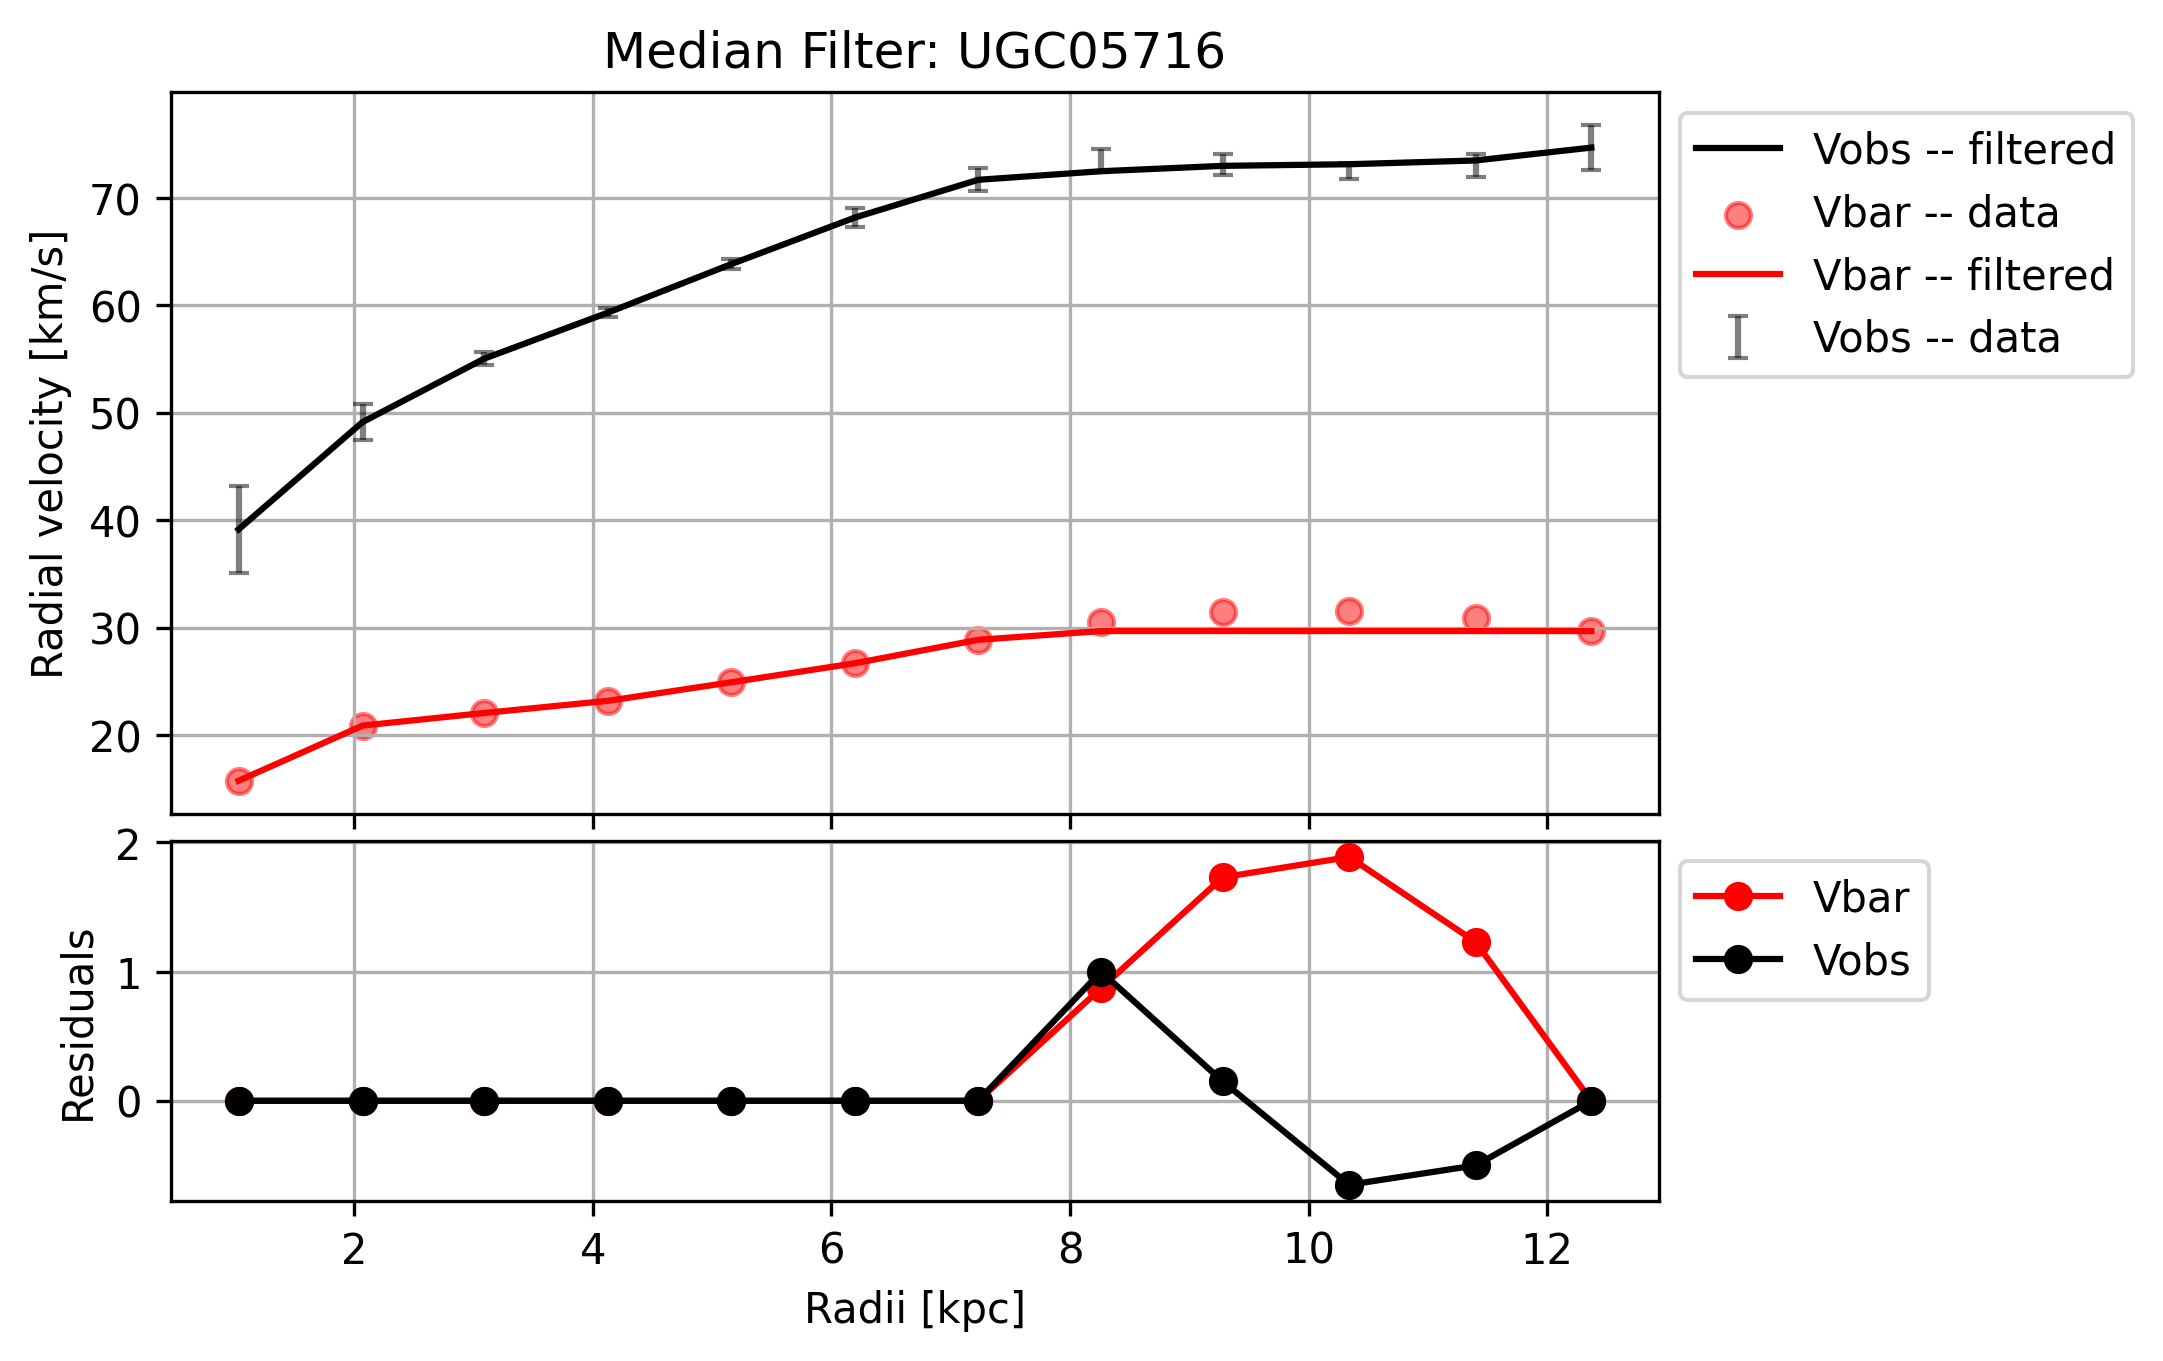 Median Filter: UGC05716
Radial velocity [km/s]
70
60
50
40
30
20
Vobs -- filtered
Vbar -- data
Vbar -- filtered
Vobs -- data
Residuals
2
1
0
Vbar
Vobs
2 4 6 8 10 12
Radii [kpc]